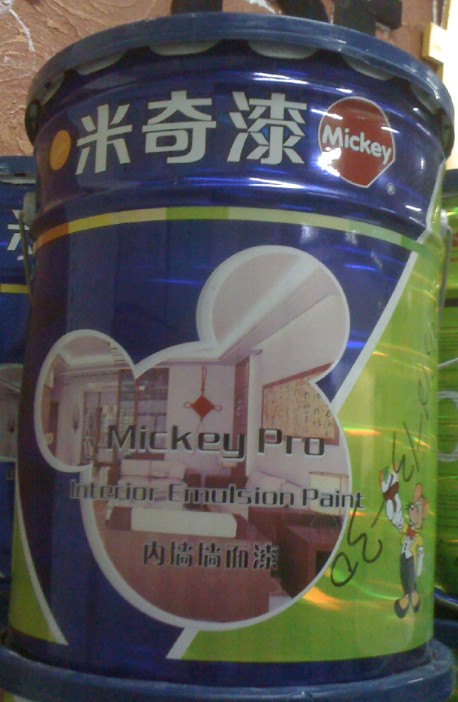 米奇漆
Mickey
®
Mickey Pro
Interior Emulsion Paint
内墙墙面漆